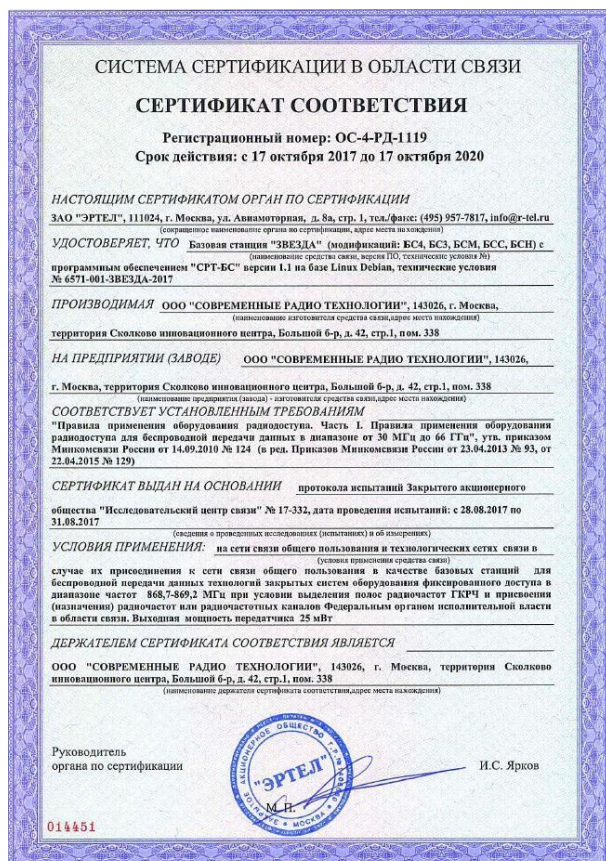 СИСТЕМА СЕРТИФИКАЦИИ В ОБЛАСТИ СВЯЗИ
СЕРТИФИКАТ СООТВЕТСТВИЯ
Регистрационный номер: ОС-4-РД-1119
Срок действия: с 17 октября 2017 до 17 октября 2020
НАСТОЯЩИМ СЕРТИФИКАТОМ ОРГАН ПО СЕРТИФИКАЦИИ
ЗАО "ЭРТЕЛ", 111024, г. Москва, ул. Авиамоторная, д. 8а, стр. 1, тел./факс: (495) 957-7817, info@r-tel.ru
(сокращенное наименование органа по сертификации, адрес места нахождения)
УДОСТОВЕРЯЕТ, ЧТО Базовая станция "ЗВЕЗДА" (модификаций: БС4, БС3, БСМ, БСС, БСН) с
(наименование средства связи, версия ПО, технические условия №)
программным обеспечением "СРТ-БС" версии 1.1 на базе Linux Debian, технические условия
№ 6571-001-ЗВЕЗДА-2017
ПРОИЗВОДИМАЯ ООО "СОВРЕМЕННЫЕ РАДИО ТЕХНОЛОГИИ", 143026, г. Москва,
(наименование изготовителя средства связи,адрес места нахождения)
территория Сколково инновационного центра, Большой б-р, д. 42, стр.1, пом. 338
НА ПРЕДПРИЯТИИ (ЗАВОДЕ) ООО "СОВРЕМЕННЫЕ РАДИО ТЕХНОЛОГИИ", 143026,
г. Москва, территория Сколково инновационного центра, Большой б-р, д. 42, стр.1, пом. 338
(наименование предприятия (завода) - изготовителя средства связи,адрес места нахождения)
СООТВЕТСТВУЕТ УСТАНОВЛЕННЫМ ТРЕБОВАНИЯМ
"Правила применения оборудования радиодоступа. Часть I. Правила применения оборудования
радиодоступа для беспроводной передачи данных в диапазоне от 30 МГц до 66 ГГц", утв. приказом
Минкомсвязи России от 14.09.2010 № 124 (в ред. Приказов Минкомсвязи России от 23.04.2013 № 93, от
22.04.2015 № 129)
СЕРТИФИКАТ ВЫДАН НА ОСНОВАНИИ протокола испытаний Закрытого акционерного
общества "Исследовательский центр связи" № 17-332, дата проведения испытаний: с 28.08.2017 по
31.08.2017
(сведения о проведенных исследованиях (испытаниях) и об измерениях)
УСЛОВИЯ ПРИМЕНЕНИЯ: на сети связи общего пользования и технологических сетях связи в
(условия применения средства связи)
случае их присоединения к сети связи общего пользования в качестве базовых станций для
беспроводной передачи данных технологий закрытых систем оборудования фиксированного доступа в
диапазоне частот 868,7-869,2 МГц при условии выделения полос радиочастот ГКРЧ и присвоения
(назначения) радиочастот или радиочастотных каналов Федеральным органом исполнительной власти
в области связи. Выходная мощность передатчика 25 мВт
ДЕРЖАТЕЛЕМ СЕРТИФИКАТА СООТВЕТСТВИЯ ЯВЛЯЕТСЯ
ООО "СОВРЕМЕННЫЕ РАДИО ТЕХНОЛОГИИ", 143026, г. Москва, территория Сколково
инновационного центра, Большой б-р, д. 42, стр.1, пом. 338
(наименование держателя сертификата соответствия,адрес места нахождения)
Руководитель
органа по сертификации
И.С. Ярков
ЗАКРЫТОЕ АКЦИОНЕРНОЕ ОБЩЕСТВО
"ЭРТЕЛ"
МОСКВА
М. П.
014451